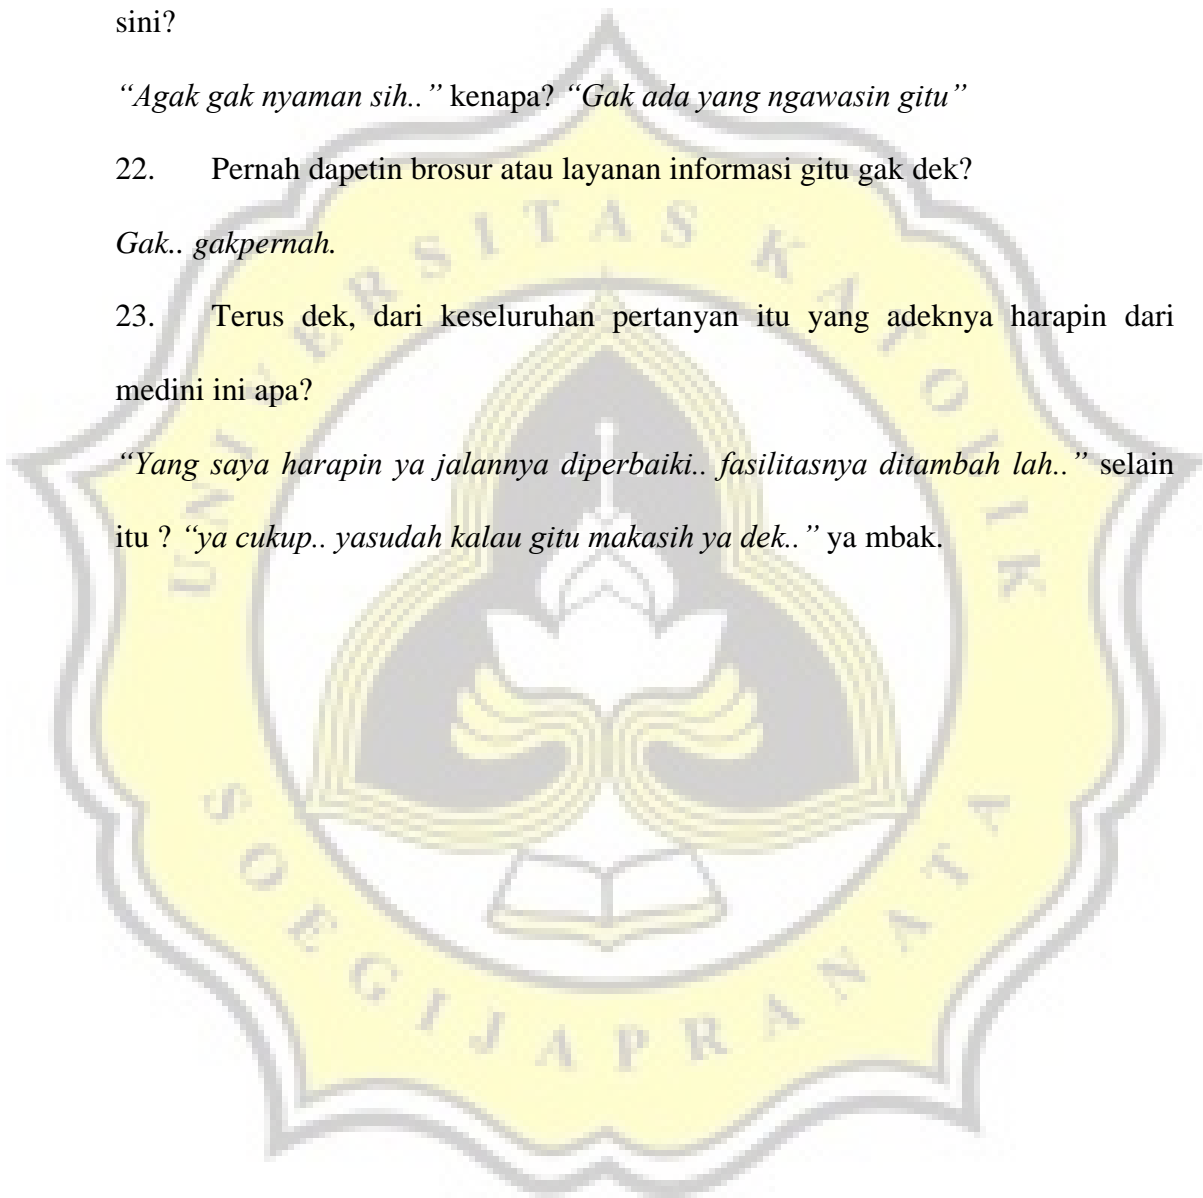 sini?
“Agak gak nyaman sih..” kenapa? “Gak ada yang ngawasin gitu”
22. Pernah dapetin brosur atau layanan informasi gitu gak dek?
Gak.. gakpernah.
23. Terus dek, dari keseluruhan pertanyan itu yang adeknya harapin dari
medini ini apa?
“Yang saya harapin ya jalannya diperbaiki.. fasilitasnya ditambah lah..” selain
itu ? “ya cukup.. yasudah kalau gitu makasih ya dek..” ya mbak.
UNIVERSITAS KATOLIK
SOEGIJAPRANATA